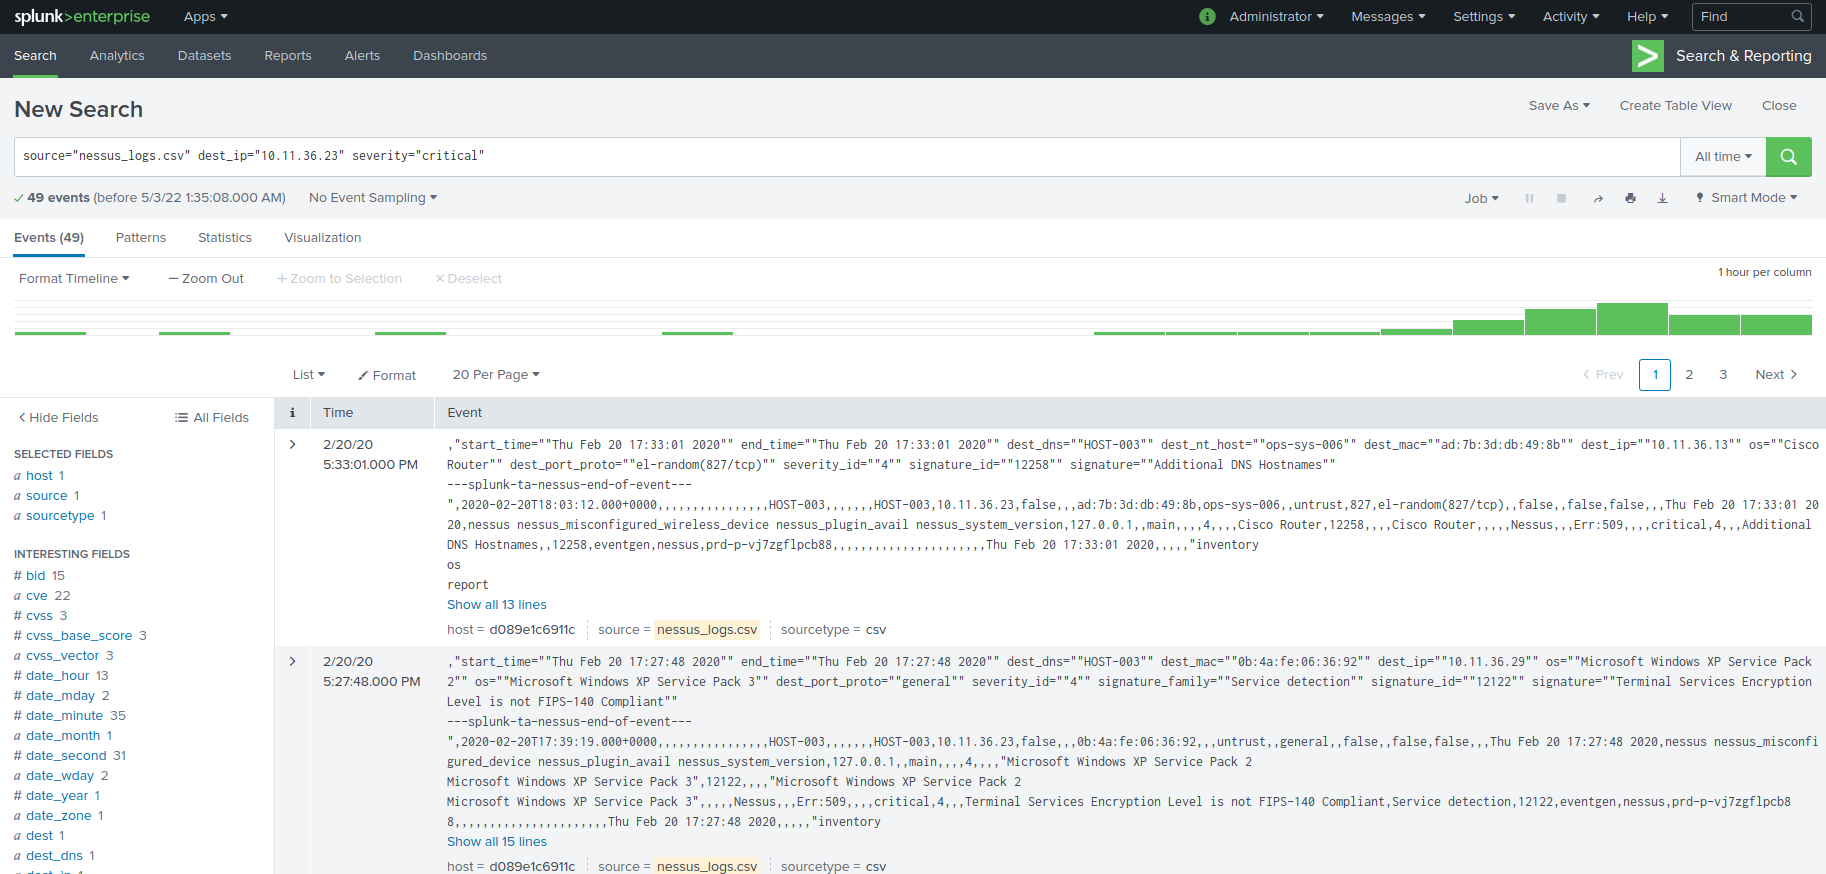 splunk>enterprise Apps
i Administrator Messages Settings Activity Help Find
Search Analytics Datasets Reports Alerts Dashboards
> Search & Reporting
New Search
Save As Create Table View Close
source="nessus_logs.csv" dest_ip="10.11.36.23" severity="critical"
All time
49 events (before 5/3/22 1:35:08.000 AM) No Event Sampling
Job Smart Mode
Events (49) Patterns Statistics Visualization
Format Timeline — Zoom Out + Zoom to Selection × Deselect
1 hour per column
List Format 20 Per Page
< Prev 1 2 3 Next >
< Hide Fields All Fields
SELECTED FIELDS
a host 1
a source 1
a sourcetype 1
INTERESTING FIELDS
# bid 15
a cve 22
# cvss 3
# cvss_base_score 3
a cvss_vector 3
# date_hour 13
# date_mday 2
# date_minute 35
a date_month 1
# date_second 31
a date_wday 2
# date_year 1
a date_zone 1
a dest 1
a dest_dns 1
i Time Event
2/20/20
5:33:01.000 PM
,"start_time=""Thu Feb 20 17:33:01 2020"" end_time=""Thu Feb 20 17:33:01 2020"" dest_dns=""HOST-003"" dest_nt_host=""ops-sys-006"" dest_mac=""ad:7b:3d:db:49:8b"" dest_ip=""10.11.36.13"" os=""Cisco
Router"" dest_port_proto=""el-random(827/tcp)"" severity_id=""4"" signature_id=""12258"" signature=""Additional DNS Hostnames""
---splunk-ta-nessus-end-of-event---
",2020-02-20T18:03:12.000+0000,,,,,,,,,,,,,,,,HOST-003,,,,,,,HOST-003,10.11.36.23,false,,,ad:7b:3d:db:49:8b,ops-sys-006,,untrust,827,el-random(827/tcp),,false,,false,false,,,Thu Feb 20 17:33:01 20
20,nessus nessus_misconfigured_wireless_device nessus_plugin_avail nessus_system_version,127.0.0.1,,main,,,,4,,,,Cisco Router,12258,,,,Cisco Router,,,,,Nessus,,,Err:509,,,,critical,4,,,Additional
DNS Hostnames,,12258,eventgen,nessus,prd-p-vj7zgflpcb88,,,,,,,,,,,,,,,,,,,,,,Thu Feb 20 17:33:01 2020,,,,,"inventory
os
report
Show all 13 lines
host = d089e1c6911c source = nessus_logs.csv sourcetype = csv
2/20/20
5:27:48.000 PM
,"start_time=""Thu Feb 20 17:27:48 2020"" end_time=""Thu Feb 20 17:27:48 2020"" dest_dns=""HOST-003"" dest_mac=""0b:4a:fe:06:36:92"" dest_ip=""10.11.36.29"" os=""Microsoft Windows XP Service Pack
2"" os=""Microsoft Windows XP Service Pack 3"" dest_port_proto=""general"" severity_id=""4"" signature_family=""Service detection"" signature_id=""12122"" signature=""Terminal Services Encryption
Level is not FIPS-140 Compliant""
---splunk-ta-nessus-end-of-event---
",2020-02-20T17:39:19.000+0000,,,,,,,,,,,,,,,,HOST-003,,,,,,,HOST-003,10.11.36.23,false,,,0b:4a:fe:06:36:92,,,untrust,,general,,false,,false,false,,,Thu Feb 20 17:27:48 2020,nessus nessus_misconfi
gured_device nessus_plugin_avail nessus_system_version,127.0.0.1,,main,,,,4,,,,"Microsoft Windows XP Service Pack 2
Microsoft Windows XP Service Pack 3",12122,,,,"Microsoft Windows XP Service Pack 2
Microsoft Windows XP Service Pack 3",,,,,Nessus,,,Err:509,,,,critical,4,,,Terminal Services Encryption Level is not FIPS-140 Compliant,Service detection,12122,eventgen,nessus,prd-p-vj7zgflpcb8
8,,,,,,,,,,,,,,,,,,,,,,Thu Feb 20 17:27:48 2020,,,,,"inventory
Show all 15 lines
host = d089e1c6911c source = nessus_logs.csv sourcetype = csv